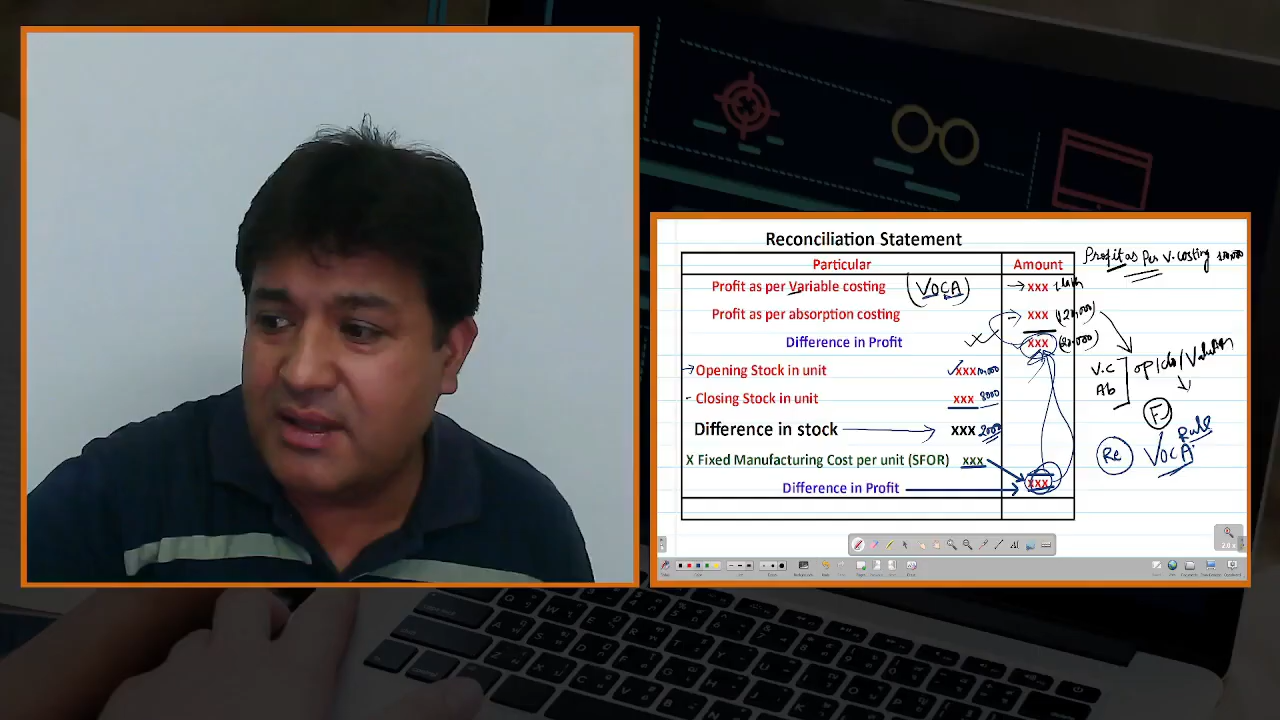 Reconciliation Statement
Particular Amount
Profit as per V. costing
Profit as per Variable costing (VOCA) xxx
Profit as per absorption costing xxx
Difference in Profit xxx
V.C
Ab
Opening Stock in unit xxx
Closing Stock in unit xxx 8000
Difference in stock xxx 2000
F
Re VOCA Rule
X Fixed Manufacturing Cost per unit (SFOR) xxx
Difference in Profit xxx